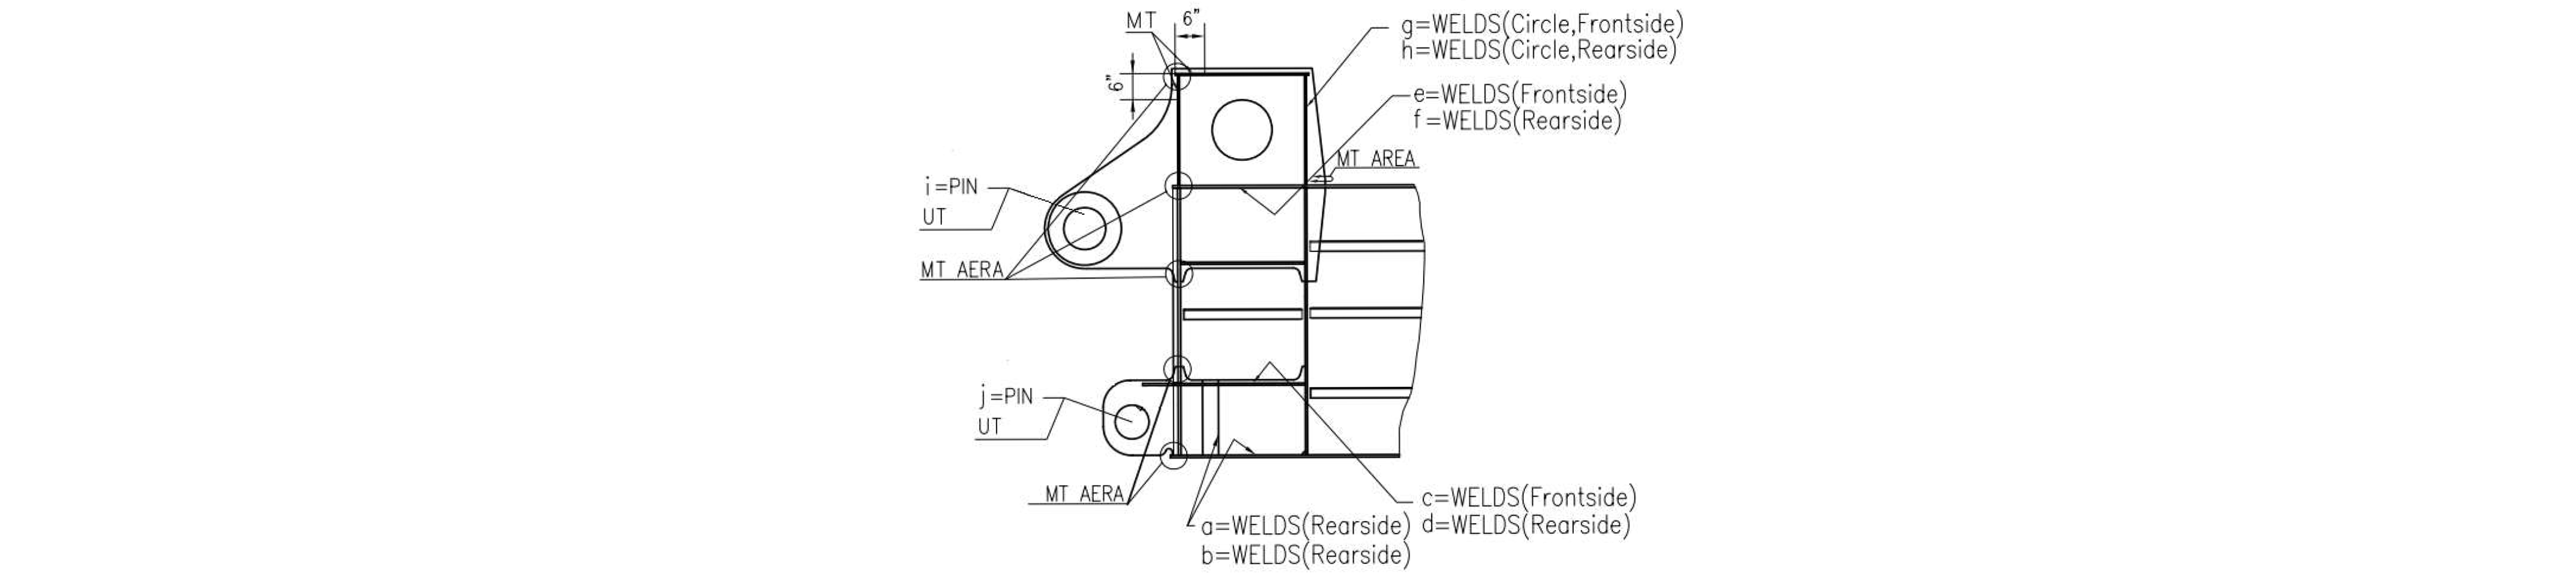 MT 6"
6"
g=WELDS(Circle,Frontside)
h=WELDS(Circle,Rearside)
e=WELDS(Frontside)
f=WELDS(Rearside)
MT AREA
i=PIN
UT
MT AERA
j=PIN
UT
MT AERA
c=WELDS(Frontside)
d=WELDS(Rearside)
a=WELDS(Rearside)
b=WELDS(Rearside)